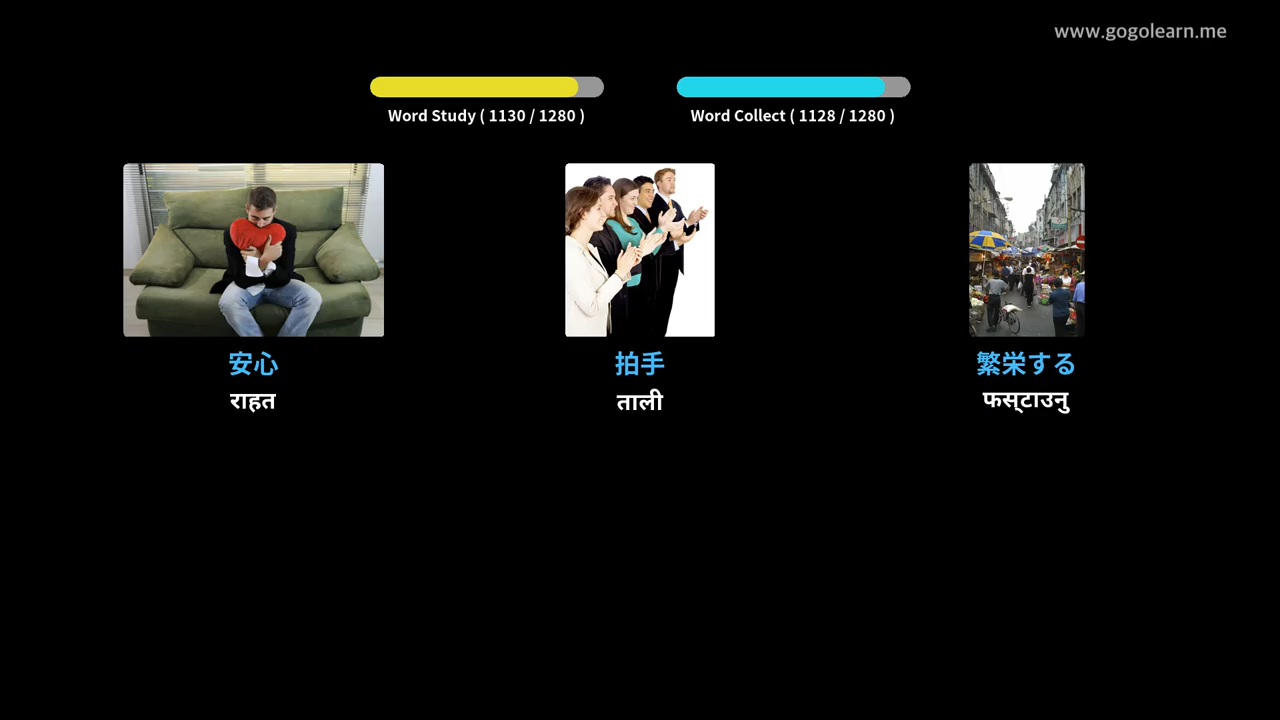 www.gogolearn.me
Word Study ( 1130 / 1280 )
Word Collect ( 1128 / 1280 )
安心
拍手
繁栄する
राहत
ताली
फस्टाउनु